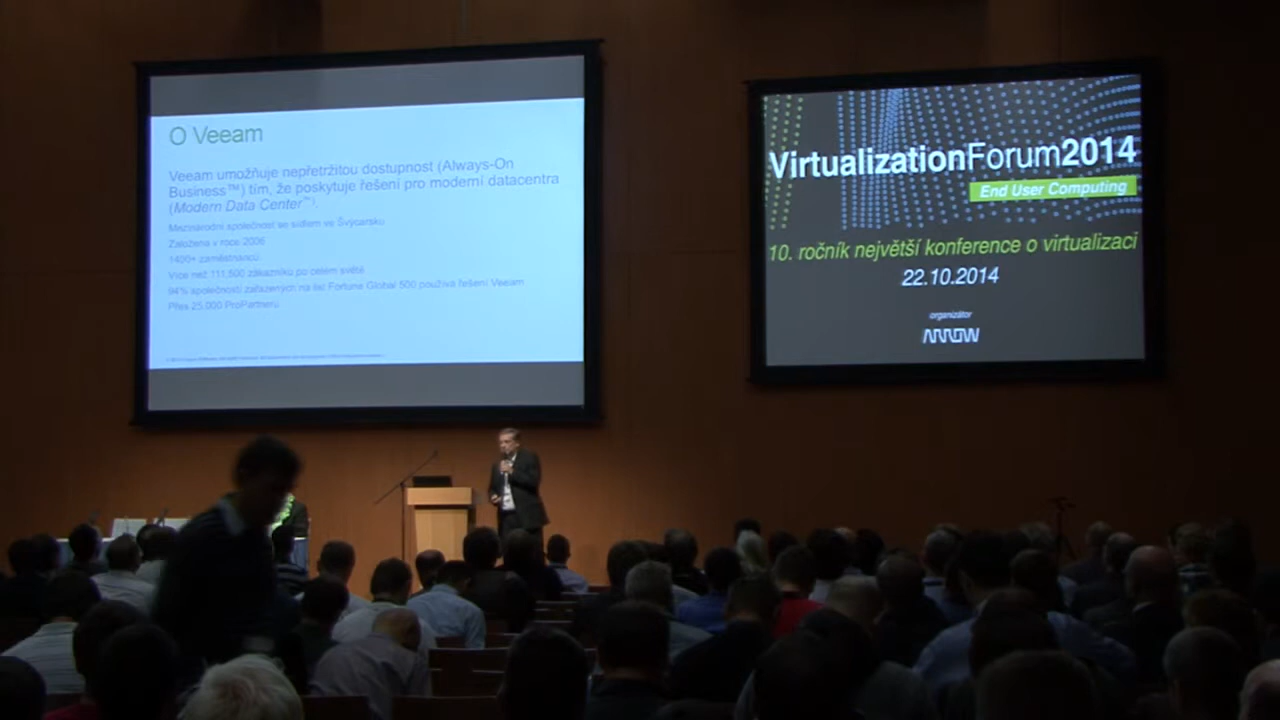 O Veeam
Veeam umožňuje nepřetržitou dostupnost (Always-On
Business™) tím, že poskytuje řešení pro moderní datacentra
(Modern Data Center™).
Mezinárodní společnost se sídlem ve Švýcarsku
Založena v roce 2006
1400+ zaměstnanců
Více než 111,500 zákazníků po celém světě
94% společností zařazených na list Fortune Global 500 používá řešení Veeam
Přes 25,000 ProPartnerů
VirtualizationForum2014
End User Computing
10. ročník největší konference o virtualizaci
22.10.2014
organizátor
ARROW